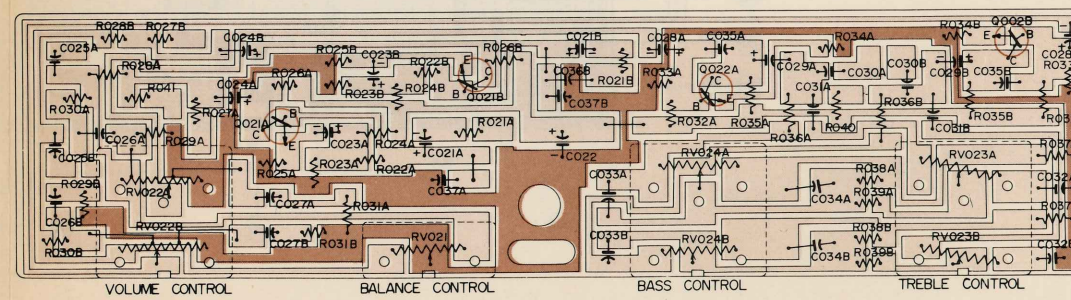 R028B R027B C024B R025B C023B R022B E R026B C021B C028A C035A R034A R034B Q002B
C025A R028A R026A R023B R024B B Q021B C036B R021B R033A Q022A C E B C029A C030A C030B C029B C035B E B C
R030A R041 C024A R027A C037B C031A R036B R035B
C026A R029A Q021A B C E C023A R024A R021A C022 R032A R035A R036A R040 C031B
C025B R025A R023A R022A C021A RV024A RV023A
R029B RV022A C027A R031A C037A C033A C034A R038A R039A C032A
C026B RV022B C027B R031B RV021 C033B RV024B C034B R038B R039B RV023B C032B
R030B
VOLUME CONTROL BALANCE CONTROL BASS CONTROL TREBLE CONTROL